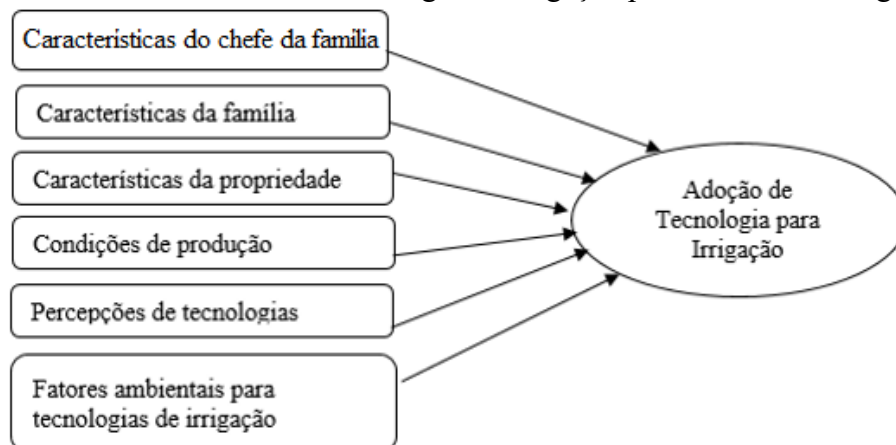 Características do chefe da família
Características da família
Características da propriedade
Condições de produção
Percepções de tecnologias
Fatores ambientais para
tecnologias de irrigação
Adoção de
Tecnologia para
Irrigação